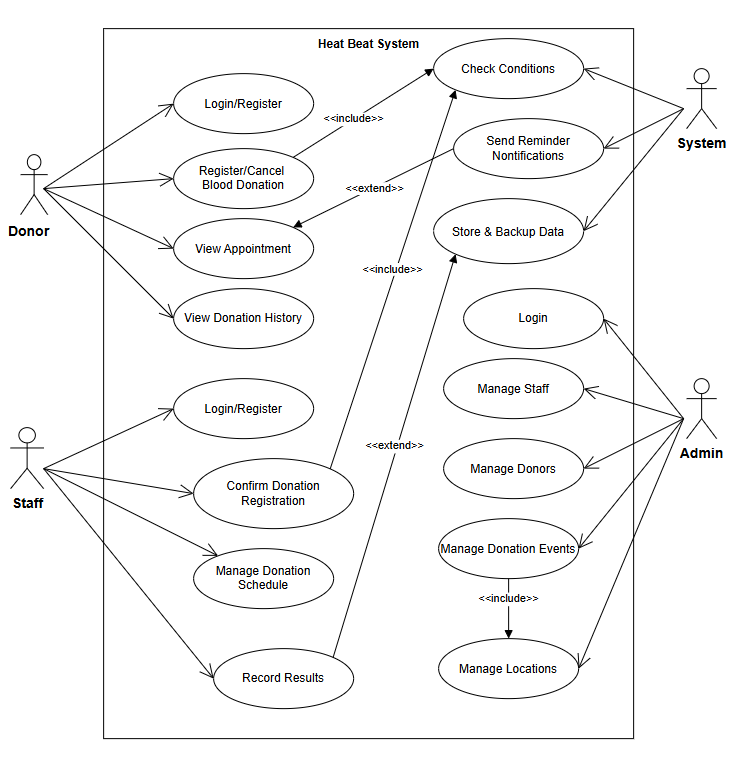 Heat Beat System
Check Conditions
Login/Register
<<include>>
System
Send Reminder
Nontifications
Register/Cancel
Blood Donation
<<extend>>
Donor
Store & Backup Data
View Appointment
<<include>>
View Donation History
Login
Manage Staff
Login/Register
<<extend>>
Admin
Manage Donors
Staff
Confirm Donation
Registration
Manage Donation Events
Manage Donation
Schedule
<<include>>
Manage Locations
Record Results